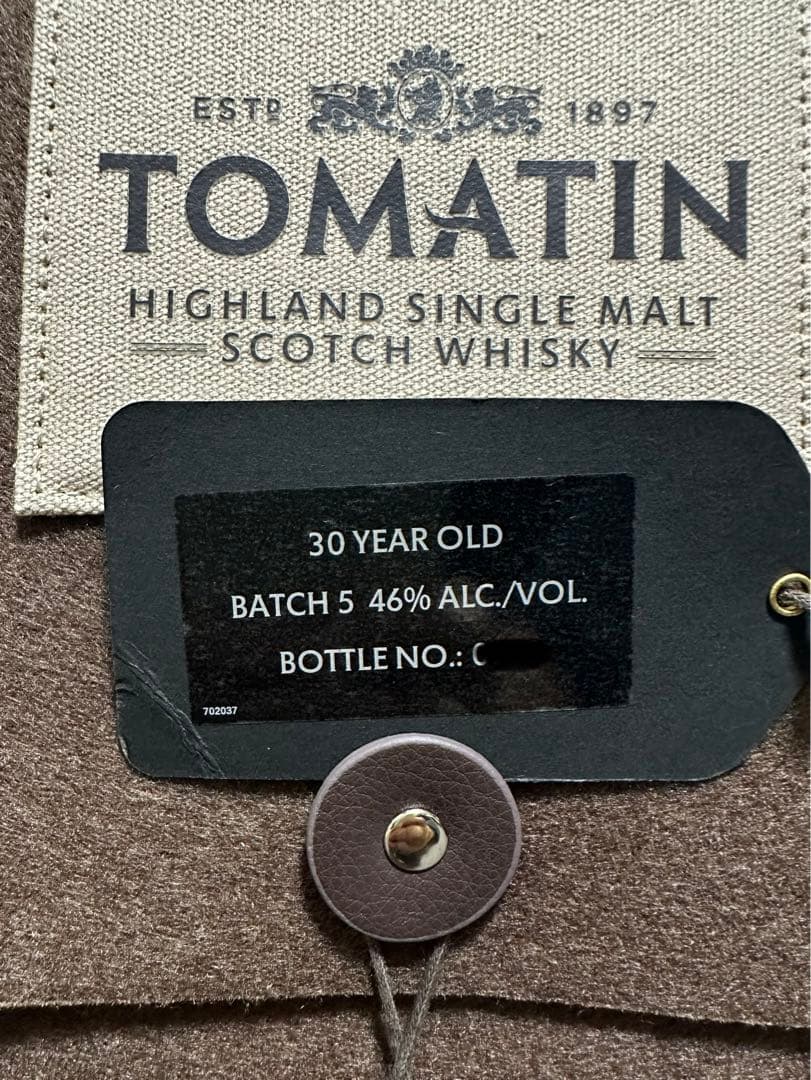 ESTD 1897
TOMATIN
HIGHLAND SINGLE MALT
SCOTCH WHISKY
30 YEAR OLD
BATCH 5 46% ALC./VOL.
BOTTLE NO.:
702037